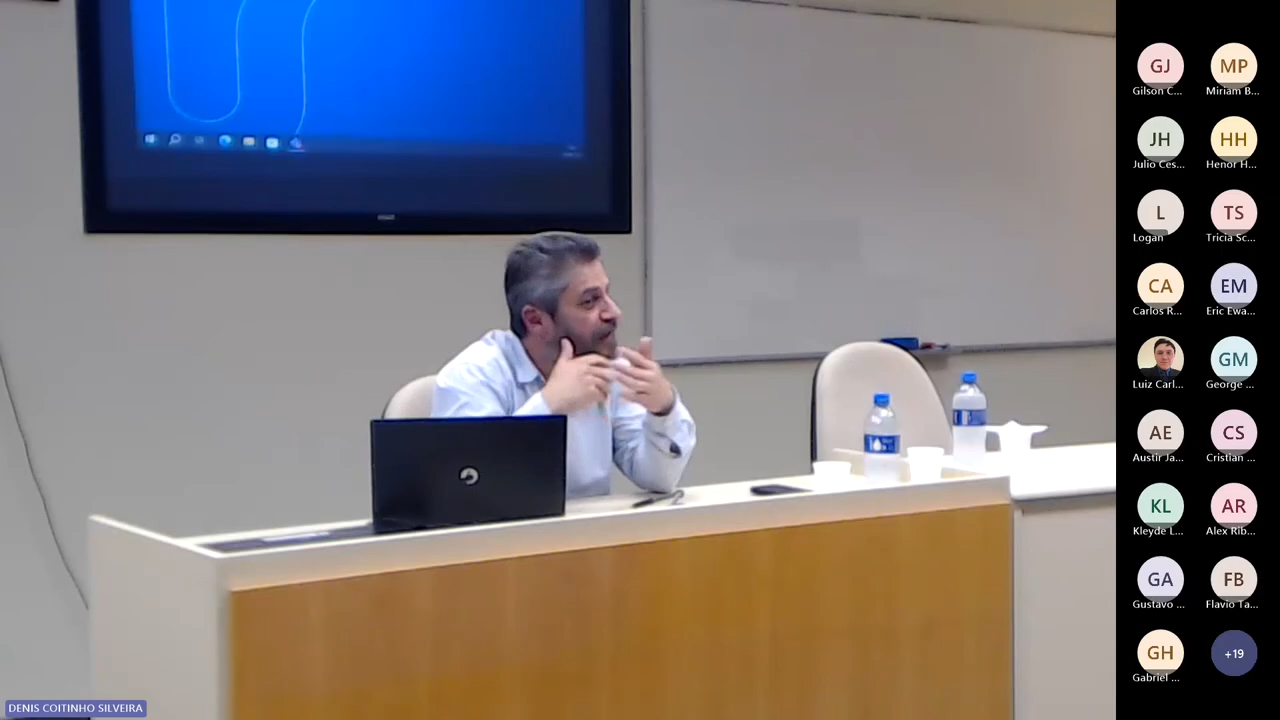 GJ
Gilson C...
MP
Miriam B...
JH
Julio Ces...
HH
Henor H...
L
Logan
TS
Tricia Sc...
CA
Carlos R...
EM
Eric Ewa...
Luiz Carl...
GM
George ...
AE
Austir Ja...
CS
Cristian ...
KL
Kleyde L...
AR
Alex Rib...
GA
Gustavo ...
FB
Flavio Ta...
GH
Gabriel ...
+19
DENIS COITINHO SILVEIRA